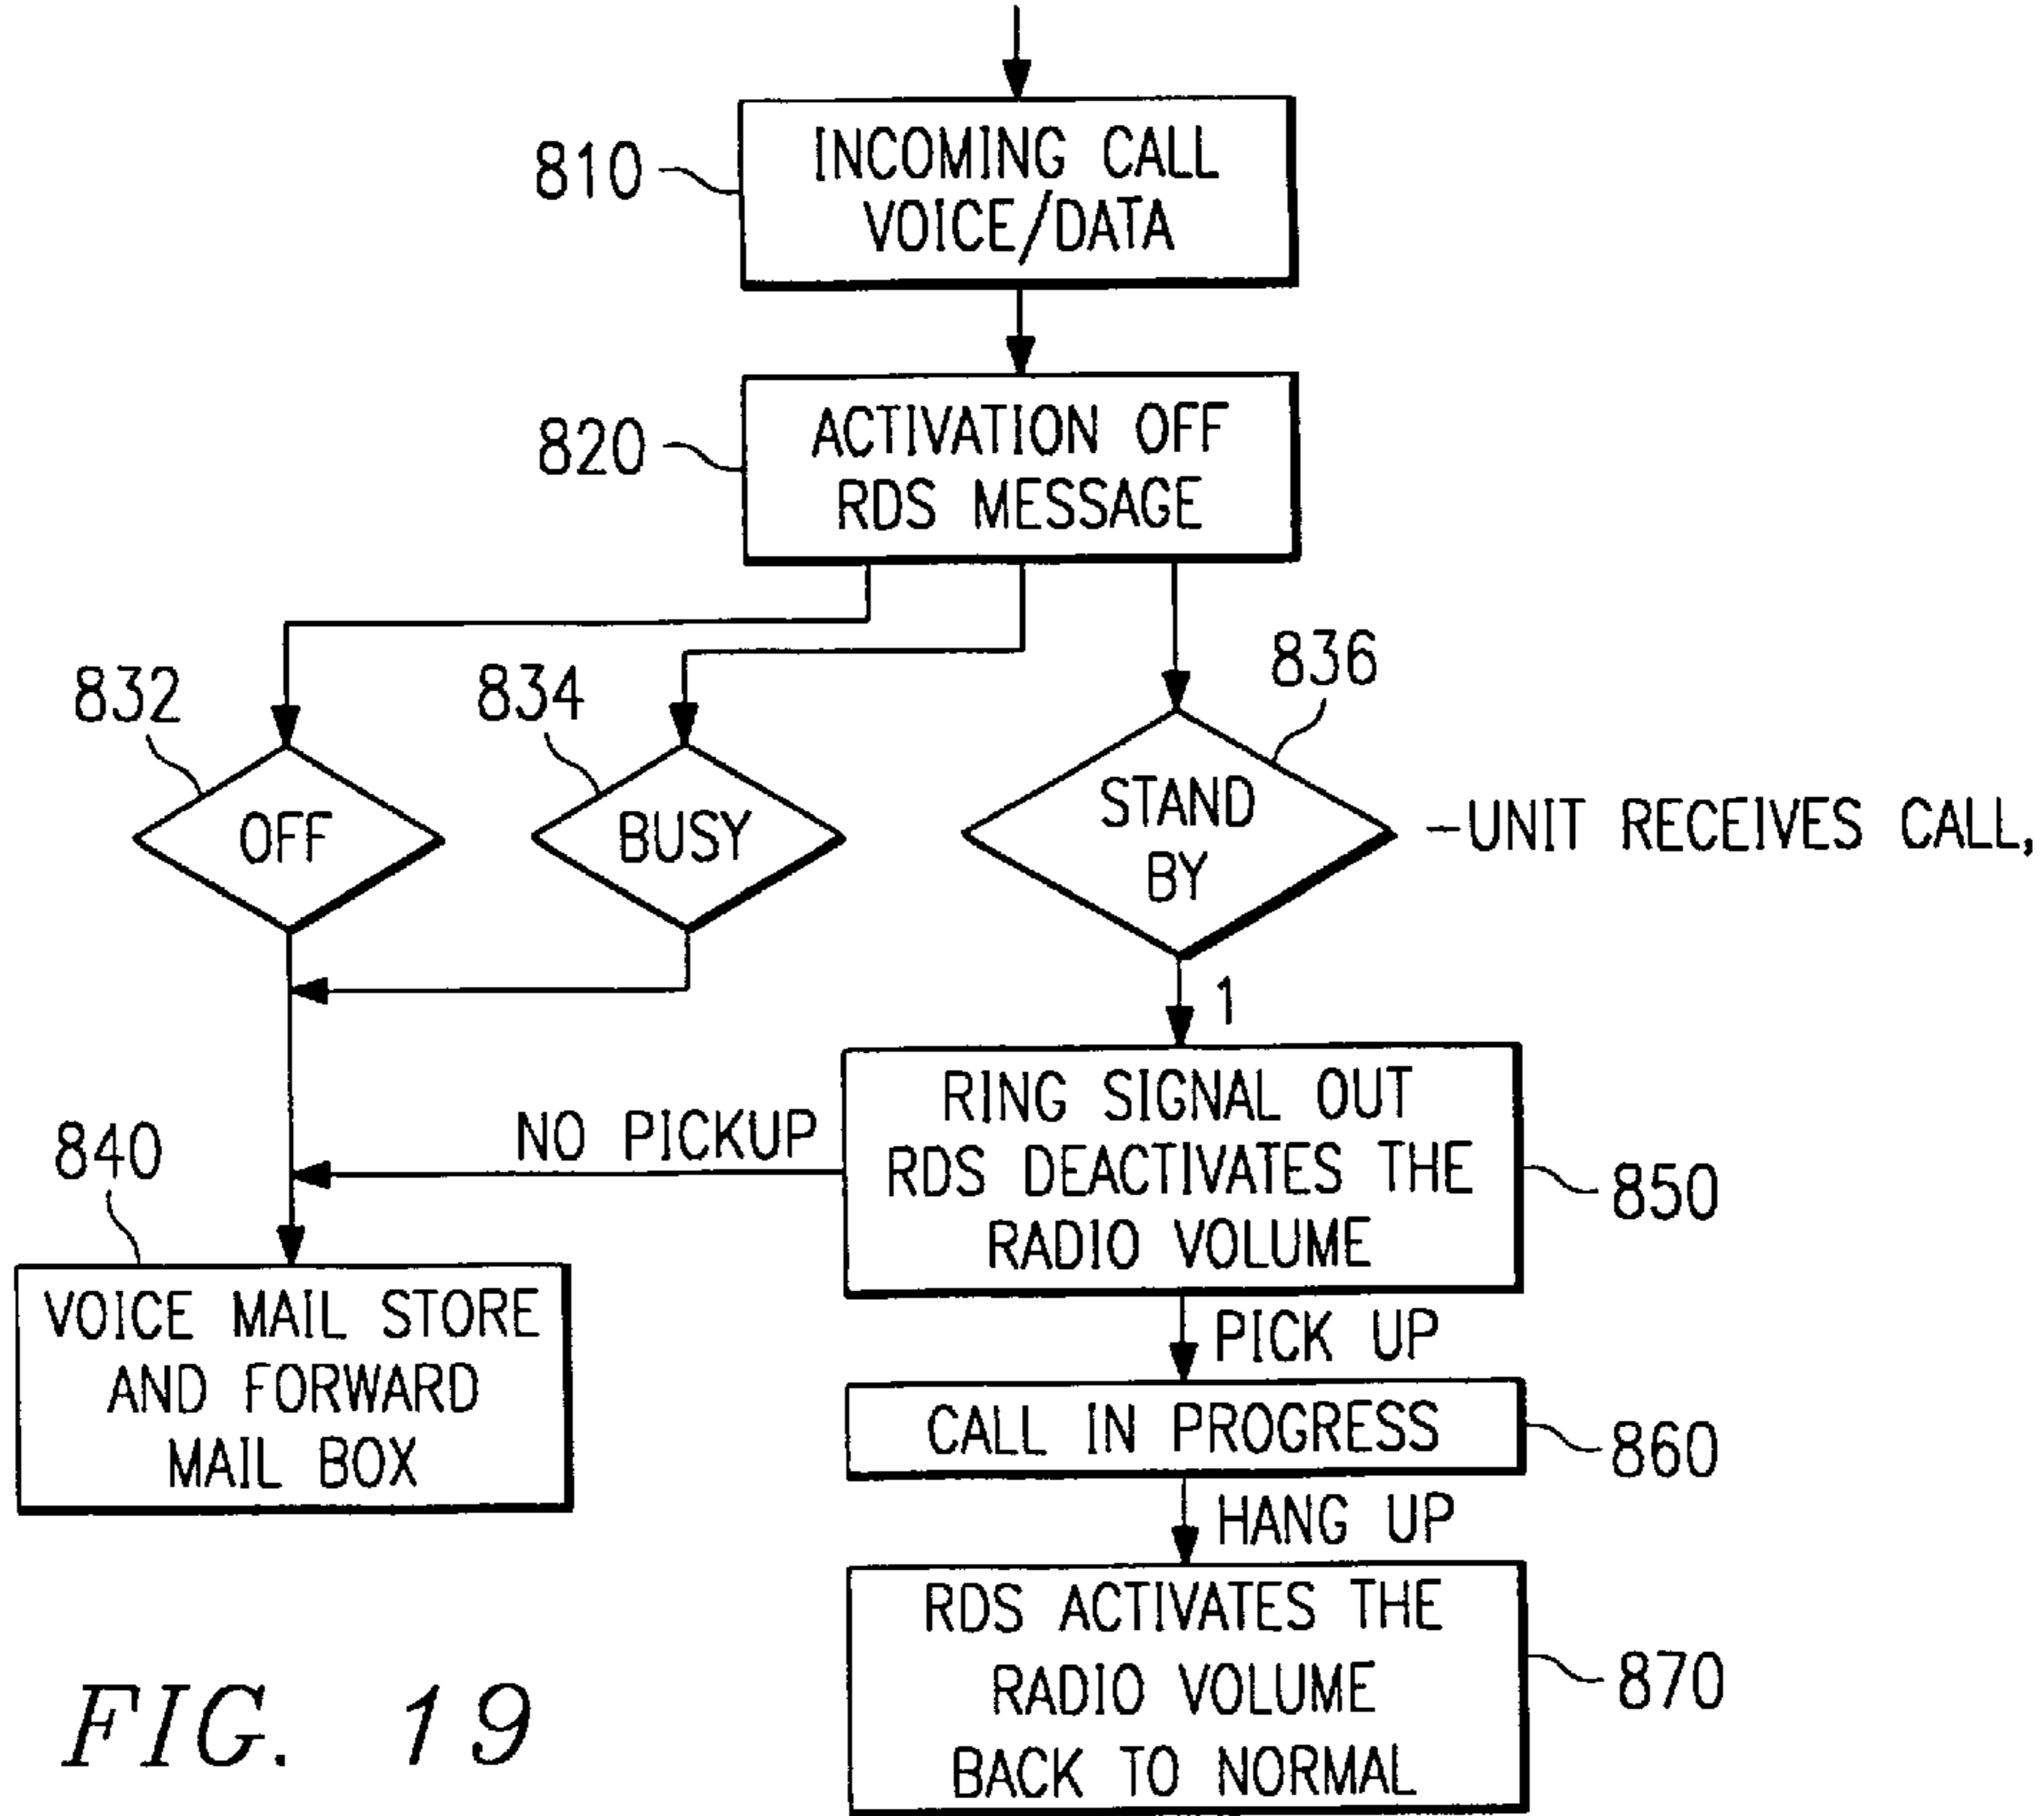 810
INCOMING CALL
VOICE/DATA
820
ACTIVATION OFF
RDS MESSAGE
832
834
836
OFF
BUSY
STAND
BY
-UNIT RECEIVES CALL,
1
NO PICKUP
RING SIGNAL OUT
RDS DEACTIVATES THE
RADIO VOLUME
850
840
VOICE MAIL STORE
AND FORWARD
MAIL BOX
PICK UP
CALL IN PROGRESS
860
HANG UP
RDS ACTIVATES THE
RADIO VOLUME
BACK TO NORMAL
870
FIG. 19